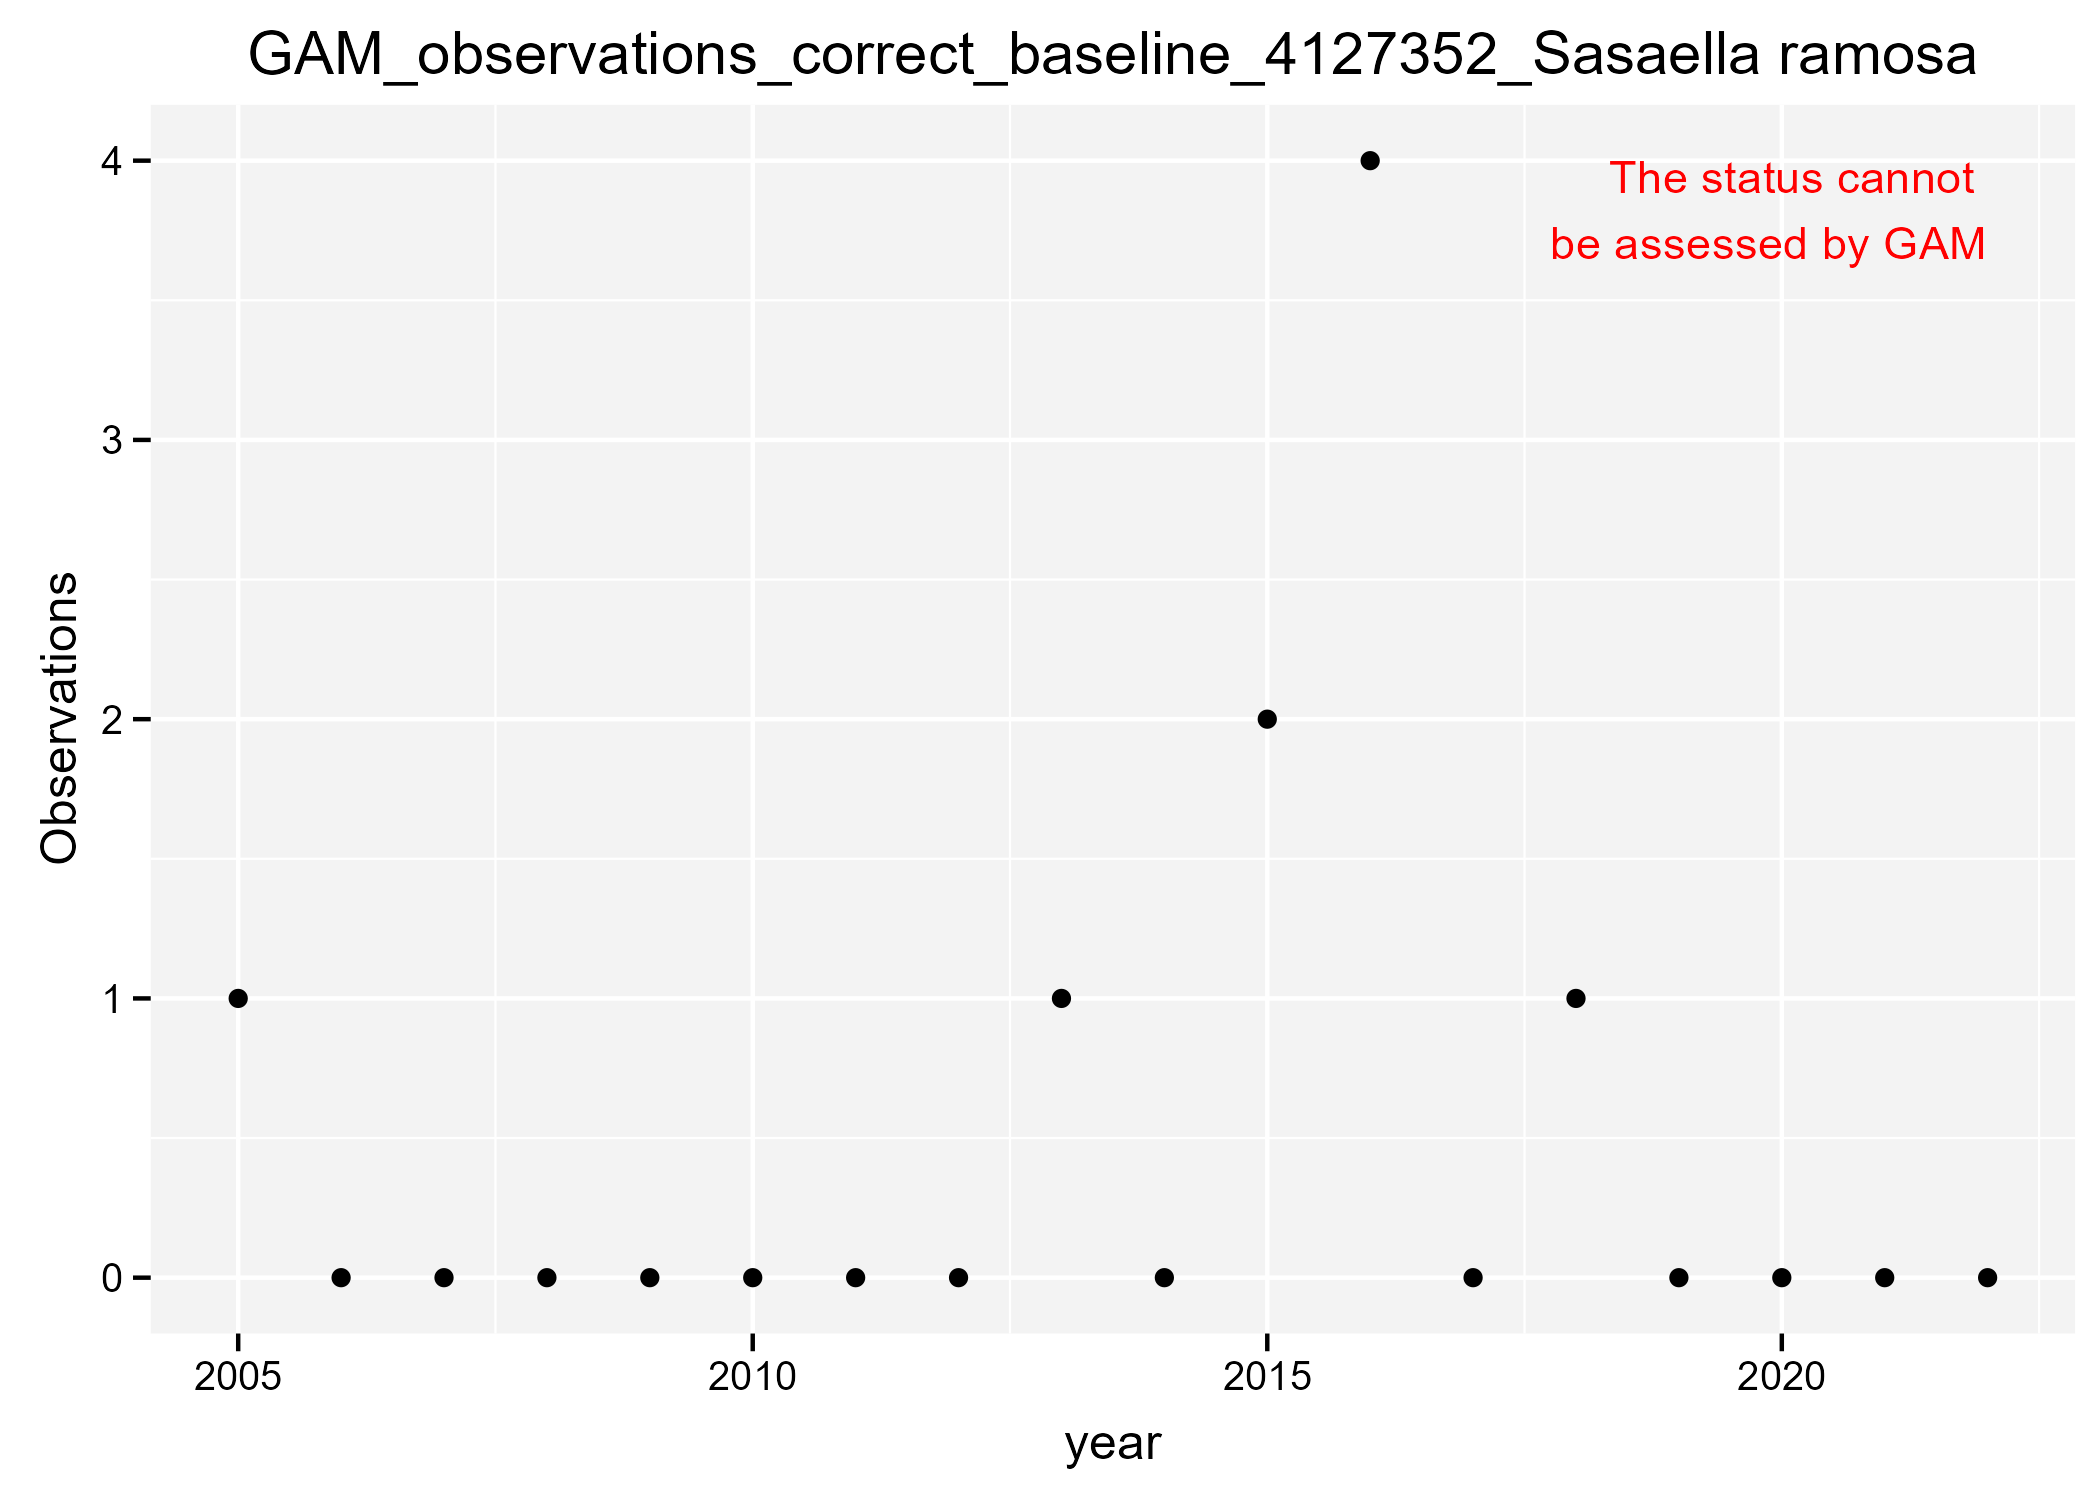 GAM_observations_correct_baseline_4127352_Sasaella ramosa
The status cannot
be assessed by GAM
4
3
2
1
0
Observations
2005 2010 2015 2020
year